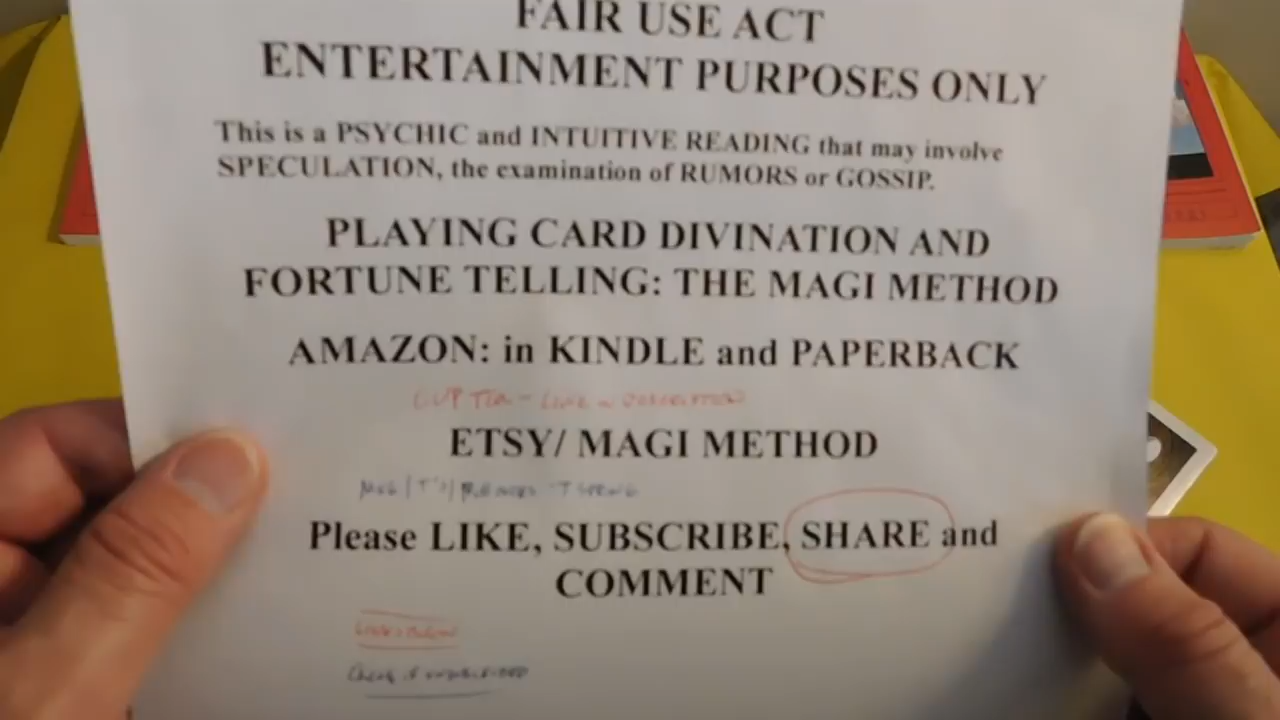 FAIR USE ACT
ENTERTAINMENT PURPOSES ONLY
This is a PSYCHIC and INTUITIVE READING that may involve
SPECULATION, the examination of RUMORS or GOSSIP.
PLAYING CARD DIVINATION AND
FORTUNE TELLING: THE MAGI METHOD
AMAZON: in KINDLE and PAPERBACK
ETSY/ MAGI METHOD
Please LIKE, SUBSCRIBE, SHARE and
COMMENT